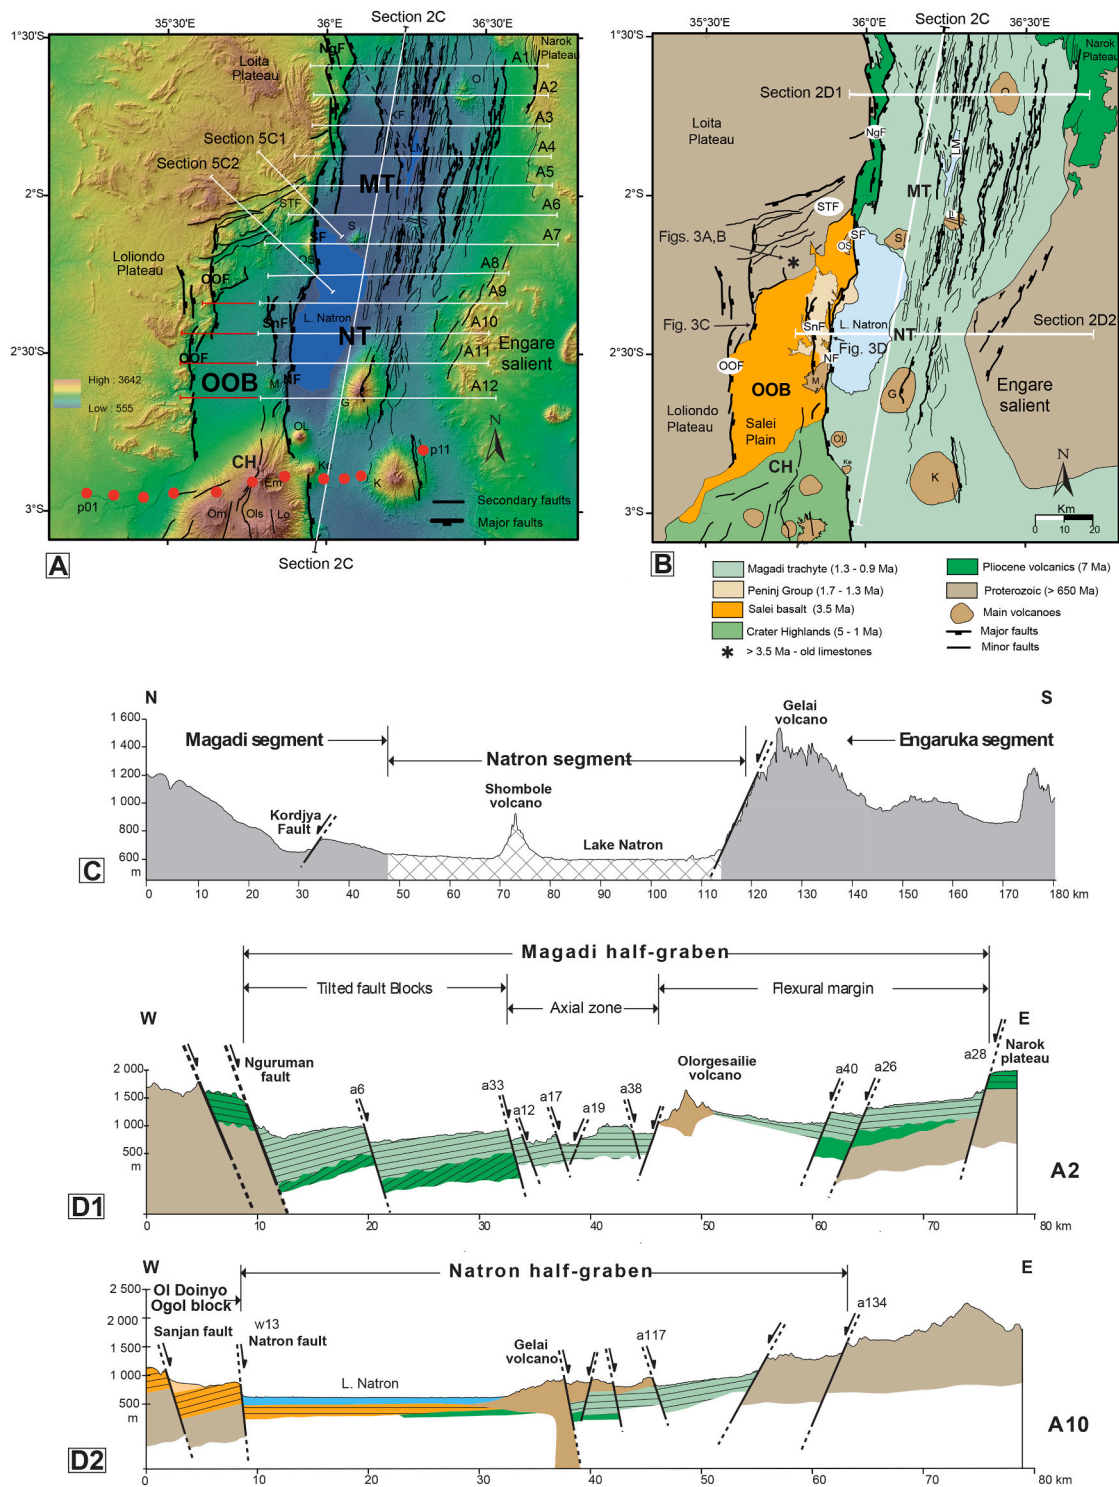 Section 2C
35°30'E
36°E
36°30'E
1°30'S
2°S
2°30'S
3°S
NgF
Narok
Plateau
Loita
Plateau
A1
A2
A3
A4
A5
A6
A7
A8
A9
A10
A11
A12
O
KF
LM
Section 5C1
Section 5C2
MT
STF
SF
S
OS
Loliondo
Plateau
OOF
L. Natron
SnF
NT
Engare
salient
OOF
OOB
M
NF
G
High : 3642
Low : 555
OL
N
p11
CH
Ke
Em
K
p01
Om
Ols
Lo
Secondary faults
Major faults
A
Section 2C
Section 2C
35°30'E
36°0'E
36°30'E
1°30'S
2°S
2°30'S
3°S
Narok
Plateau
Section 2D1
O
Loita
Plateau
NgF
LM
MT
STF
Figs. 3A,B
SF
OS
S
Fig. 3C
SnF
L. Natron
NT
Section 2D2
Fig. 3D
OOF
NF
OOB
M
G
Engare
salient
Loliondo
Plateau
Salei
Plain
OL
CH
Ke
K
N
Km
0 10 20
B
Magadi trachyte (1.3 - 0.9 Ma)
Peninj Group (1.7 - 1.3 Ma)
Salei basalt (3.5 Ma)
Crater Highlands (5 - 1 Ma)
* > 3.5 Ma - old limestones
Pliocene volcanics (7 Ma)
Proterozoic (> 650 Ma)
Main volcanoes
Major faults
Minor faults
N
S
1 600
1 400
1 200
1 000
800
600
m
Magadi segment
Natron segment
Gelai
volcano
Engaruka segment
Kordjya
Fault
Shombole
volcano
Lake Natron
C
0 10 20 30 40 50 60 70 80 90 100 110 120 130 140 150 160 170 180 km
Magadi half-graben
Tilted fault Blocks
Axial zone
Flexural margin
W
E
2 000
1 500
1 000
500
m
Nguruman
fault
a6
a33
a12
a17
a19
a38
Olorgesailie
volcano
a40
a26
a28
Narok
plateau
A2
D1
0 10 20 30 40 50 60 70 80 km
W
E
Natron half-graben
2 500
2 000
1 500
1 000
500
m
Ol Doinyo
Ogol block
Sanjan fault
w13
Natron fault
L. Natron
Gelai
volcano
a117
a134
A10
D2
0 10 20 30 40 50 60 70 80 km